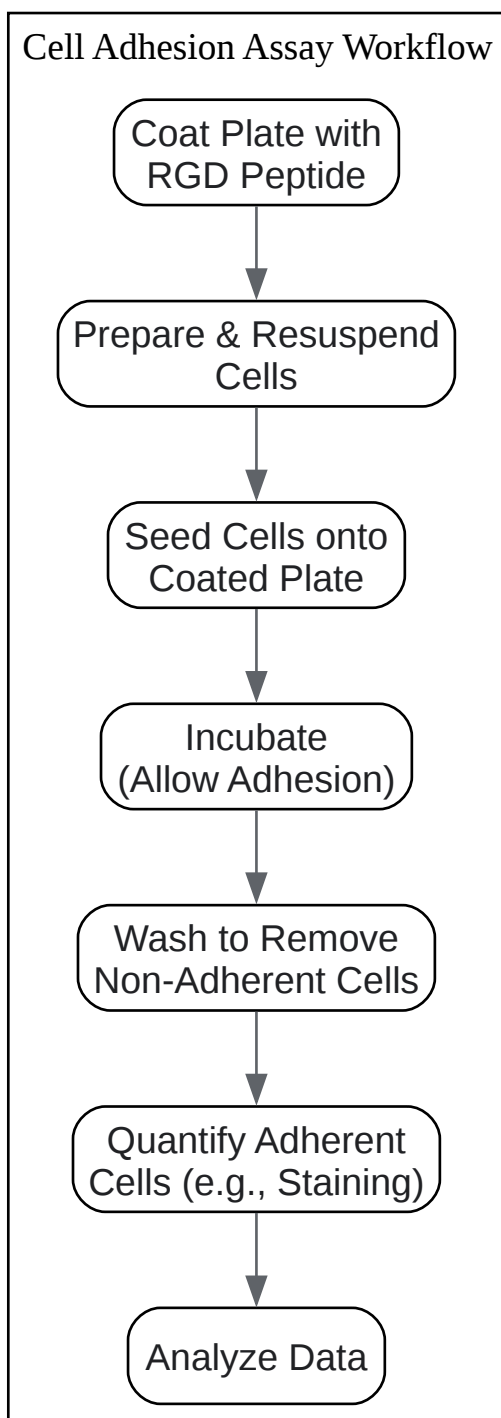 Cell Adhesion Assay Workflow
Coat Plate with
RGD Peptide
Prepare & Resuspend
Cells
Seed Cells onto
Coated Plate
Incubate
(Allow Adhesion)
Wash to Remove
Non-Adherent Cells
Quantify Adherent
Cells (e.g., Staining)
Analyze Data